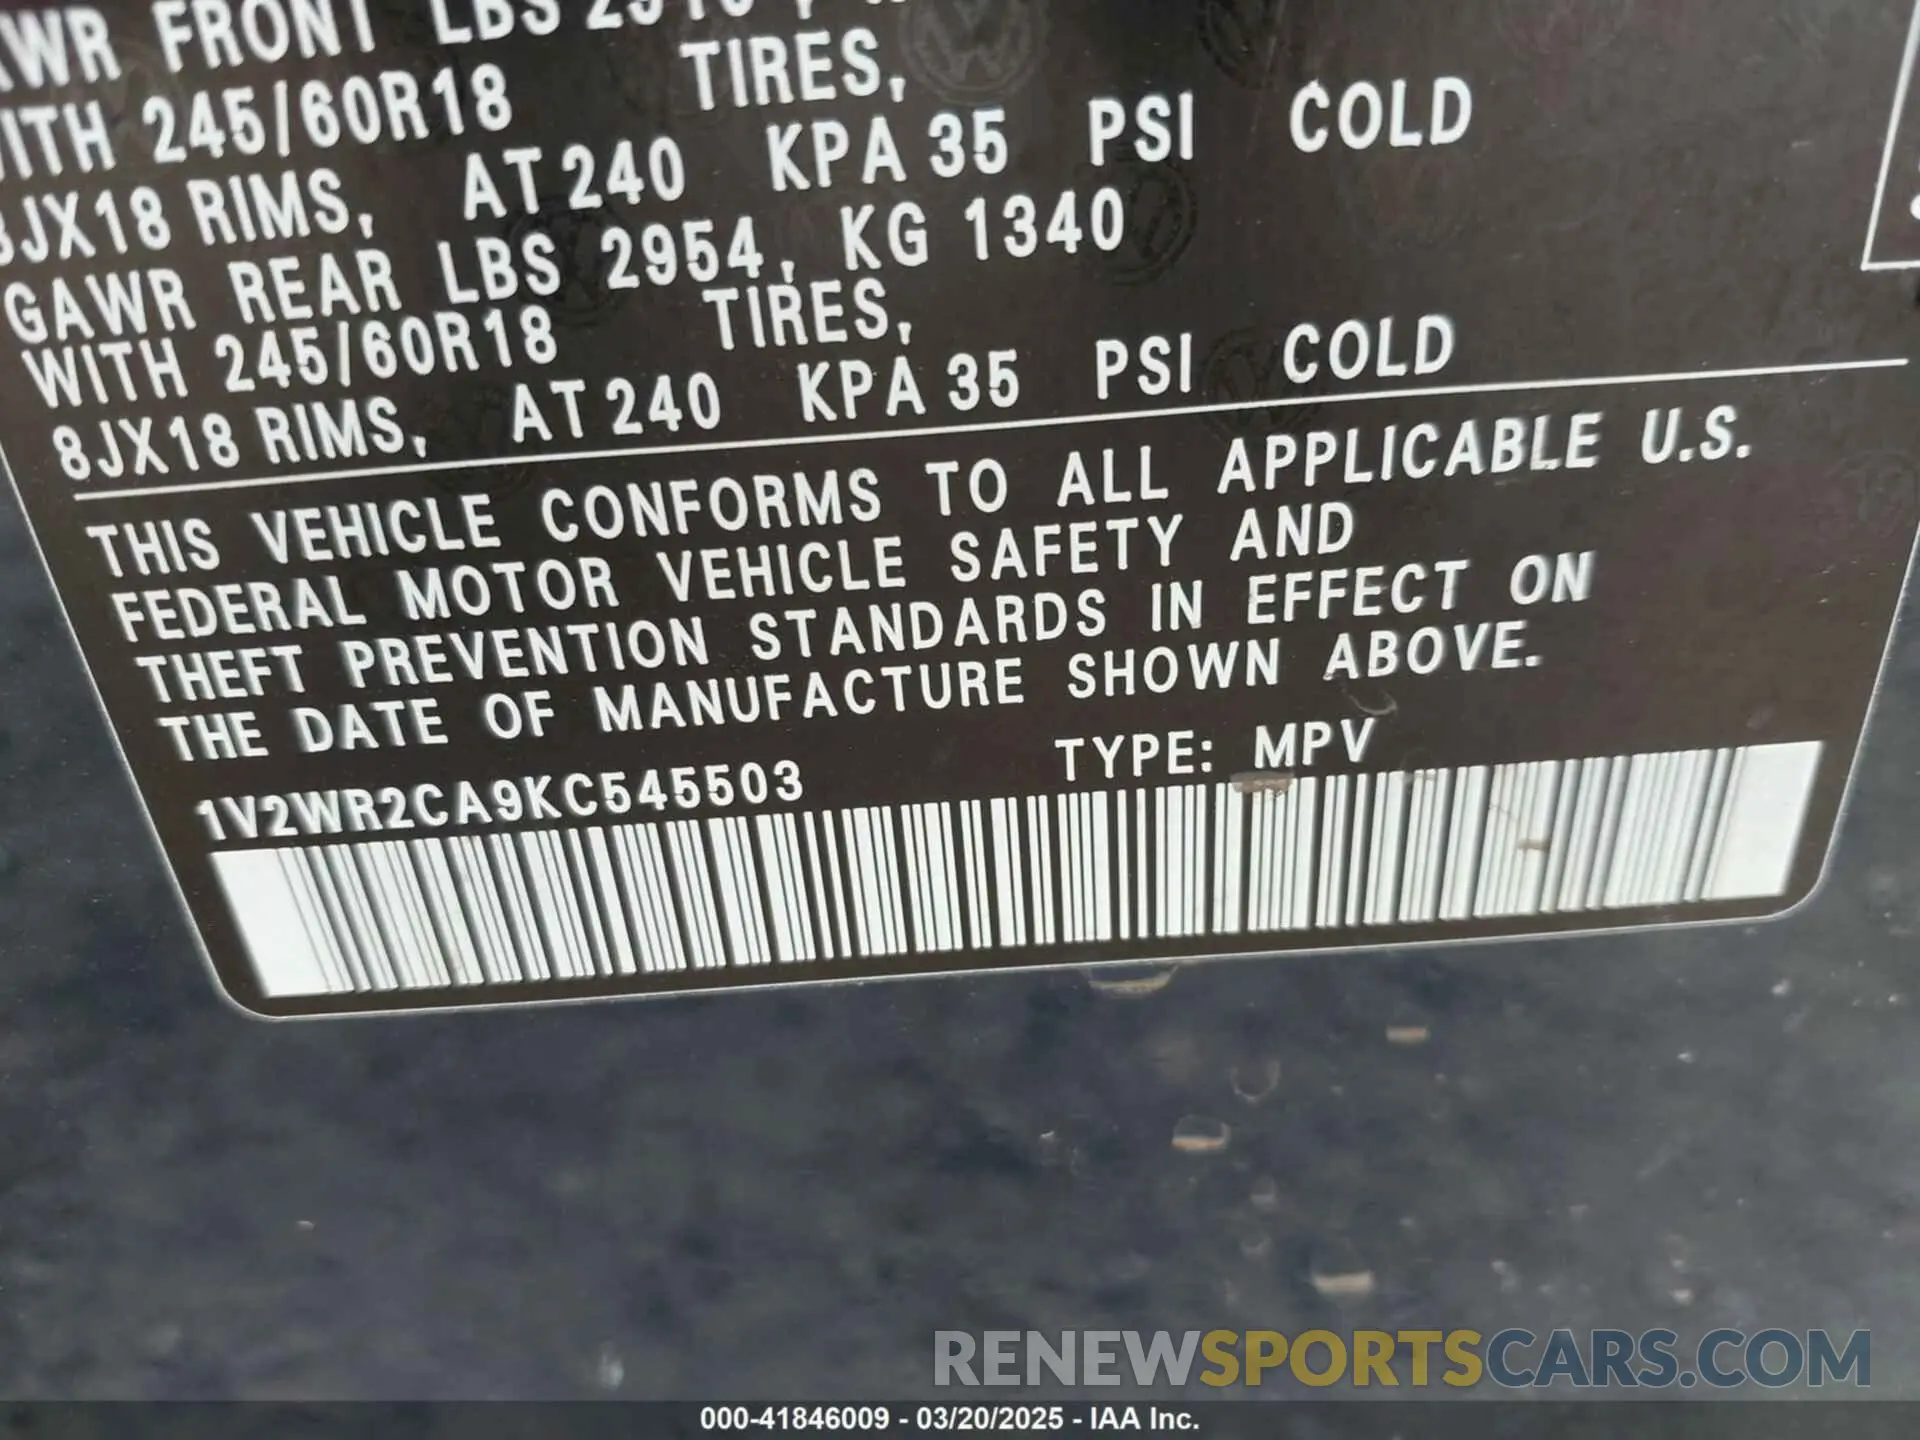 FRONT LBS
WITH 245/60R18 TIRES,
8JX18 RIMS, AT 240 KPA 35 PSI COLD
GAWR REAR LBS 2954, KG 1340
WITH 245/60R18 TIRES,
8JX18 RIMS, AT 240 KPA 35 PSI COLD
THIS VEHICLE CONFORMS TO ALL APPLICABLE U.S.
FEDERAL MOTOR VEHICLE SAFETY AND
THEFT PREVENTION STANDARDS IN EFFECT ON
THE DATE OF MANUFACTURE SHOWN ABOVE.
1V2WR2CA9KC545503 TYPE: MPV
RENEWSPORTSCARS.COM
000-41846009 - 03/20/2025 - IAA Inc.